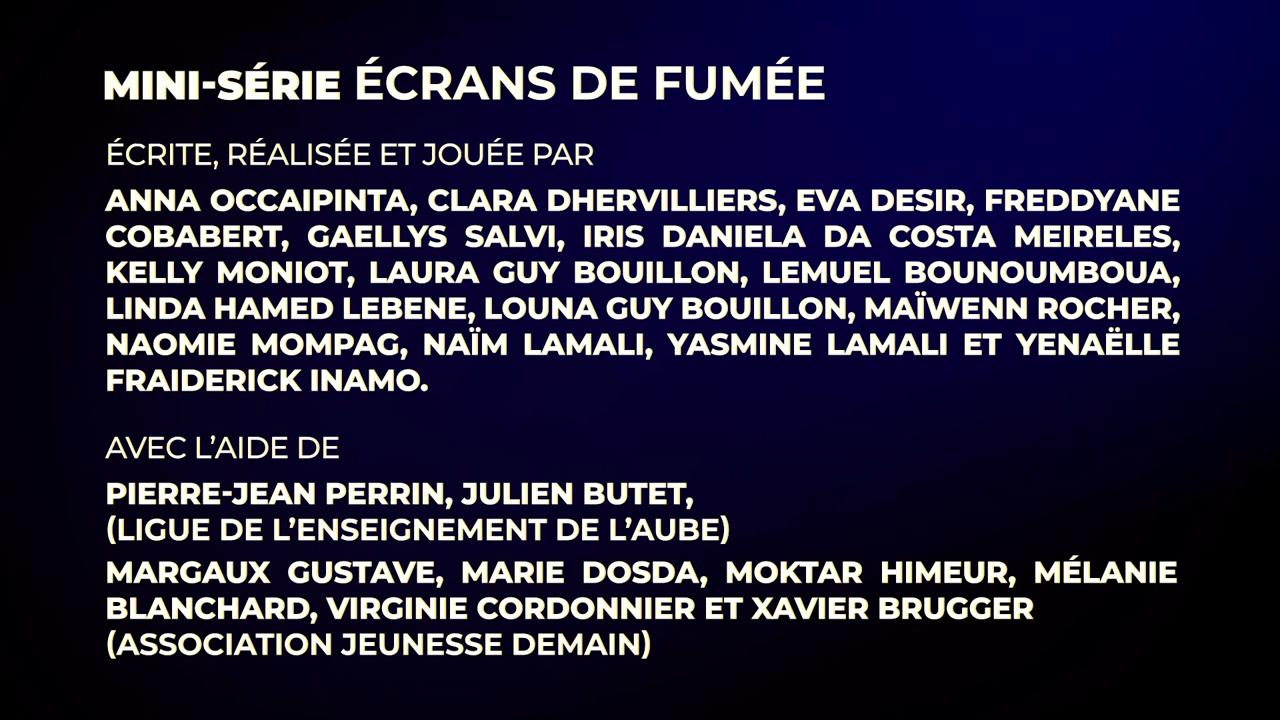 MINI-SÉRIE ÉCRANS DE FUMÉE
ÉCRITE, RÉALISÉE ET JOUÉE PAR
ANNA OCCAIPINTA, CLARA DHERVILLIERS, EVA DESIR, FREDDYANE
COBABERT, GAELLYS SALVI, IRIS DANIELA DA COSTA MEIRELES,
KELLY MONIOT, LAURA GUY BOUILLON, LEMUEL BOUNOUMBOUA,
LINDA HAMED LEBENE, LOUNA GUY BOUILLON, MAÏWENN ROCHER,
NAOMIE MOMPAG, NAÏM LAMALI, YASMINE LAMALI ET YENAËLLE
FRAIDERICK INAMO.
AVEC L’AIDE DE
PIERRE-JEAN PERRIN, JULIEN BUTET,
(LIGUE DE L’ENSEIGNEMENT DE L’AUBE)
MARGAUX GUSTAVE, MARIE DOSDA, MOKTAR HIMEUR, MÉLANIE
BLANCHARD, VIRGINIE CORDONNIER ET XAVIER BRUGGER
(ASSOCIATION JEUNESSE DEMAIN)